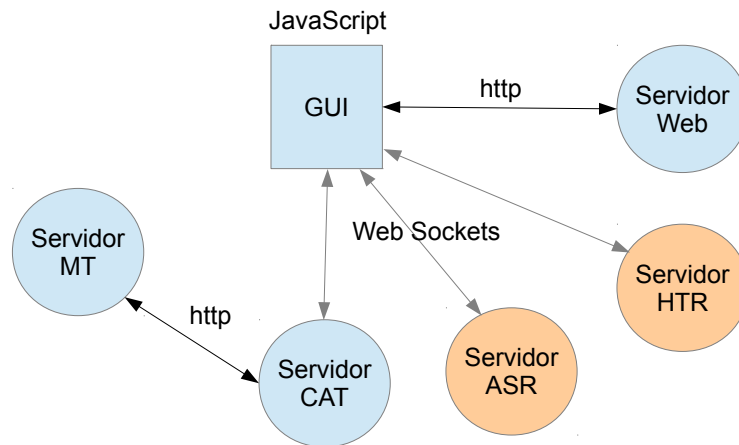 JavaScript
GUI
http
Servidor
Web
Servidor
MT
Web Sockets
Servidor
HTR
http
Servidor
CAT
Servidor
ASR